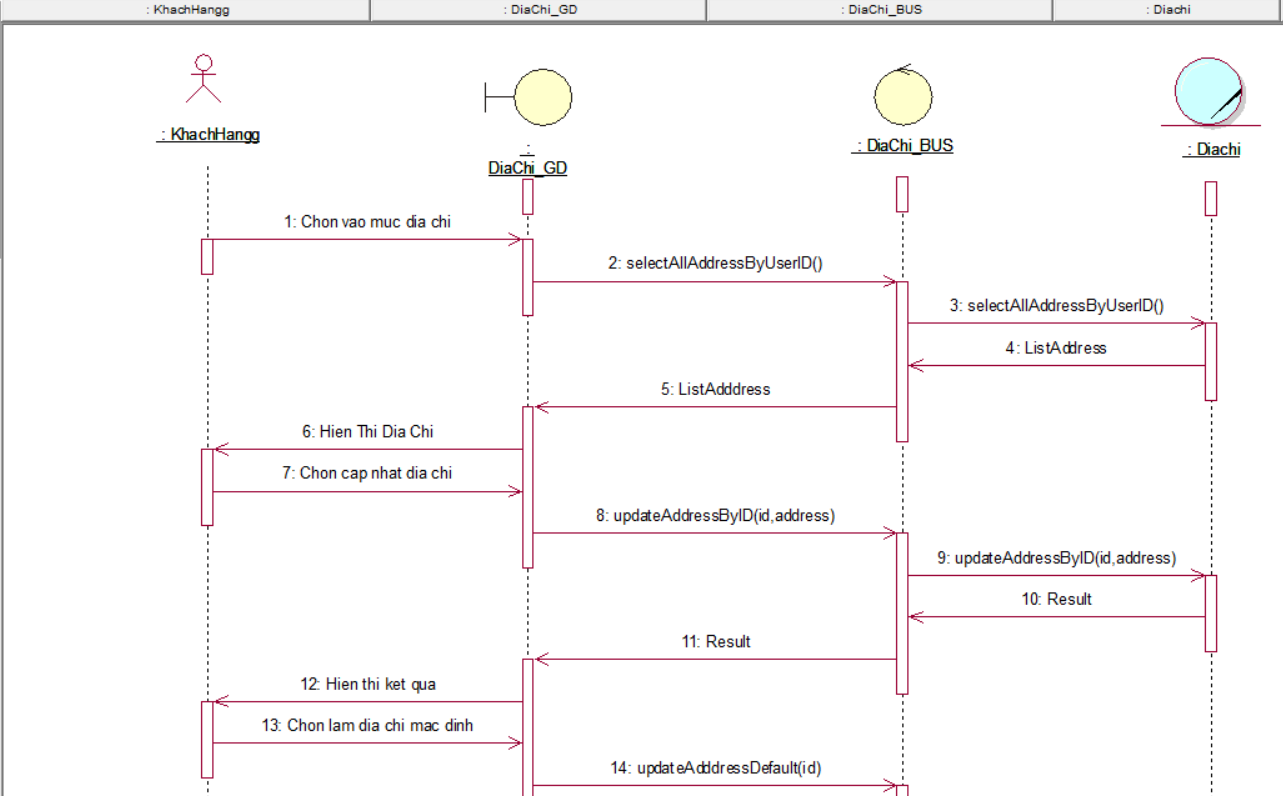 : KhachHangg
: DiaChi_GD
: DiaChi_BUS
: Diachi
: KhachHangg
:
DiaChi_GD
: DiaChi_BUS
: Diachi
1: Chon vao muc dia chi
2: selectAllAddressByUserID()
3: selectAllAddressByUserID()
4: ListAddress
5: ListAdddress
6: Hien Thi Dia Chi
7: Chon cap nhat dia chi
8: updateAddressByID(id,address)
9: updateAddressByID(id,address)
10: Result
11: Result
12: Hien thi ket qua
13: Chon lam dia chi mac dinh
14: updateAdddressDefault(id)